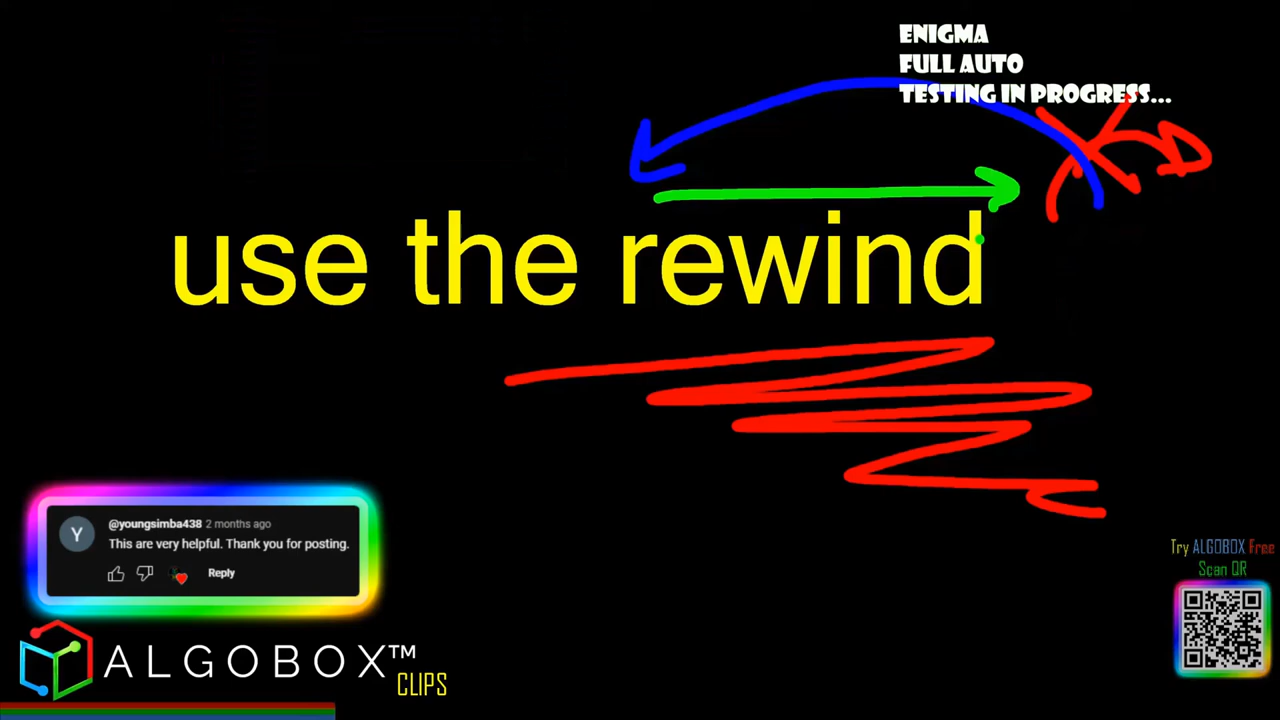 ENIGMA
FULL AUTO
TESTING IN PROGRESS...
use the rewind
Y
@youngsimba438 2 months ago
This are very helpful. Thank you for posting.
Reply
Try ALGOBOX Free
Scan QR
ALGOBOX™
CLIPS